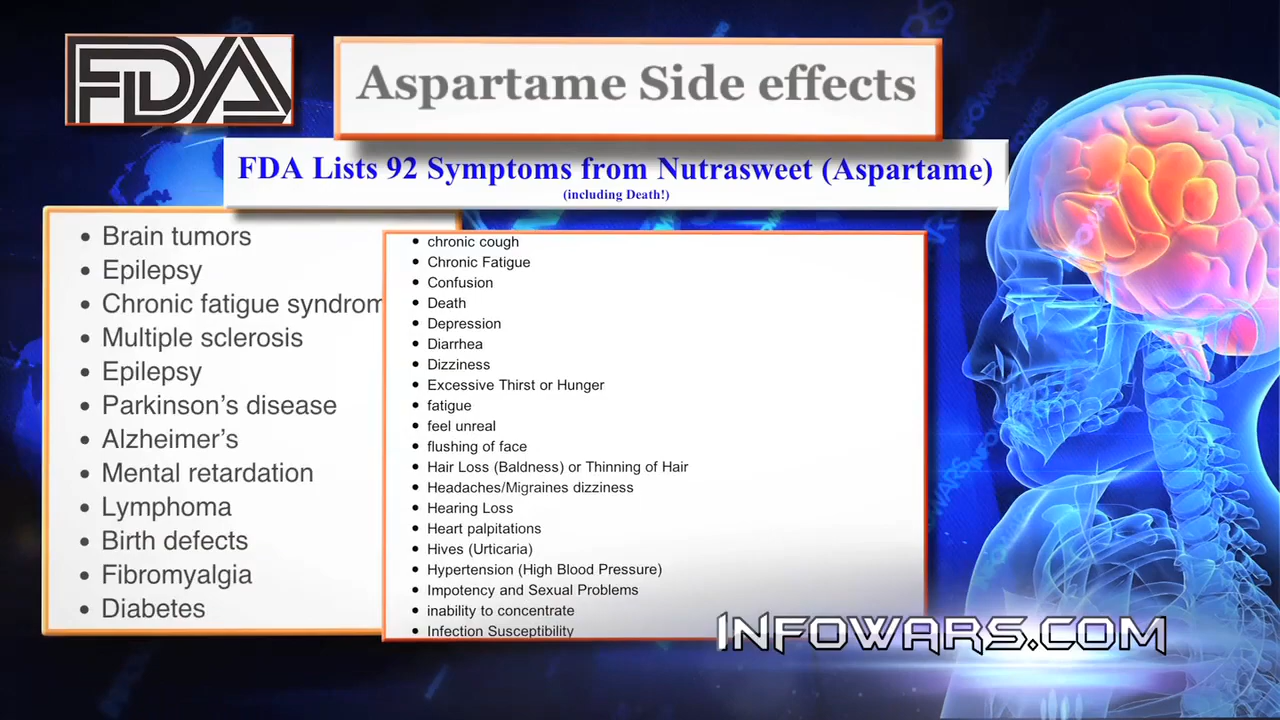 FDA
Aspartame Side effects
FDA Lists 92 Symptoms from Nutrasweet (Aspartame)
(including Death!)
• Brain tumors
• Epilepsy
• Chronic fatigue syndrom
• Multiple sclerosis
• Epilepsy
• Parkinson’s disease
• Alzheimer’s
• Mental retardation
• Lymphoma
• Birth defects
• Fibromyalgia
• Diabetes
• chronic cough
• Chronic Fatigue
• Confusion
• Death
• Depression
• Diarrhea
• Dizziness
• Excessive Thirst or Hunger
• fatigue
• feel unreal
• flushing of face
• Hair Loss (Baldness) or Thinning of Hair
• Headaches/Migraines dizziness
• Hearing Loss
• Heart palpitations
• Hives (Urticaria)
• Hypertension (High Blood Pressure)
• Impotency and Sexual Problems
• inability to concentrate
• Infection Susceptibility
INFOWARS.COM